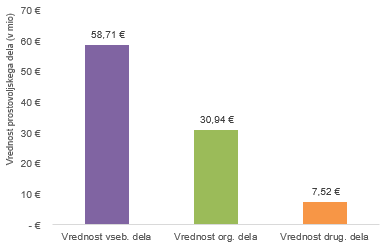 Vrednost prostovoljskega dela (v mio)
70 €
60 €
50 €
40 €
30 €
20 €
10 €
- €
58,71 €
30,94 €
7,52 €
Vrednost vseb. dela
Vrednost org. dela
Vrednost drug. dela